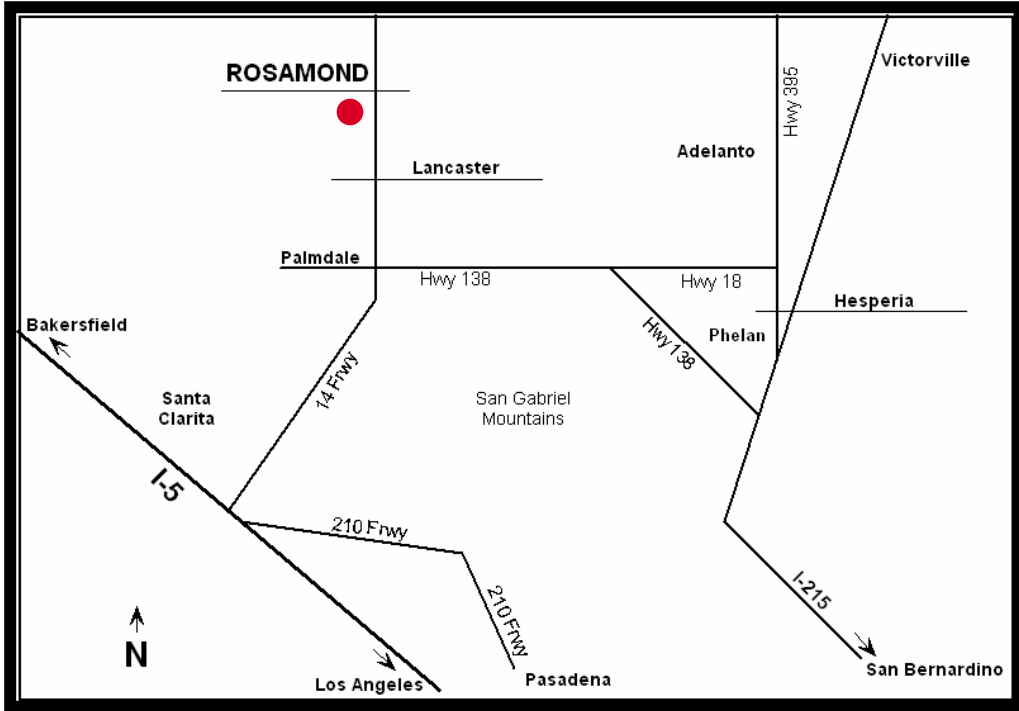 ROSAMOND
Victorville
Hwy 395
Adelanto
Lancaster
Palmdale
Hwy 138
Hwy 18
Hesperia
Bakersfield
Phelan
Hwy 138
14 Frwy
Santa
Clarita
San Gabriel
Mountains
I-5
210 Frwy
210 Frwy
I-215
N
San Bernardino
Los Angeles
Pasadena